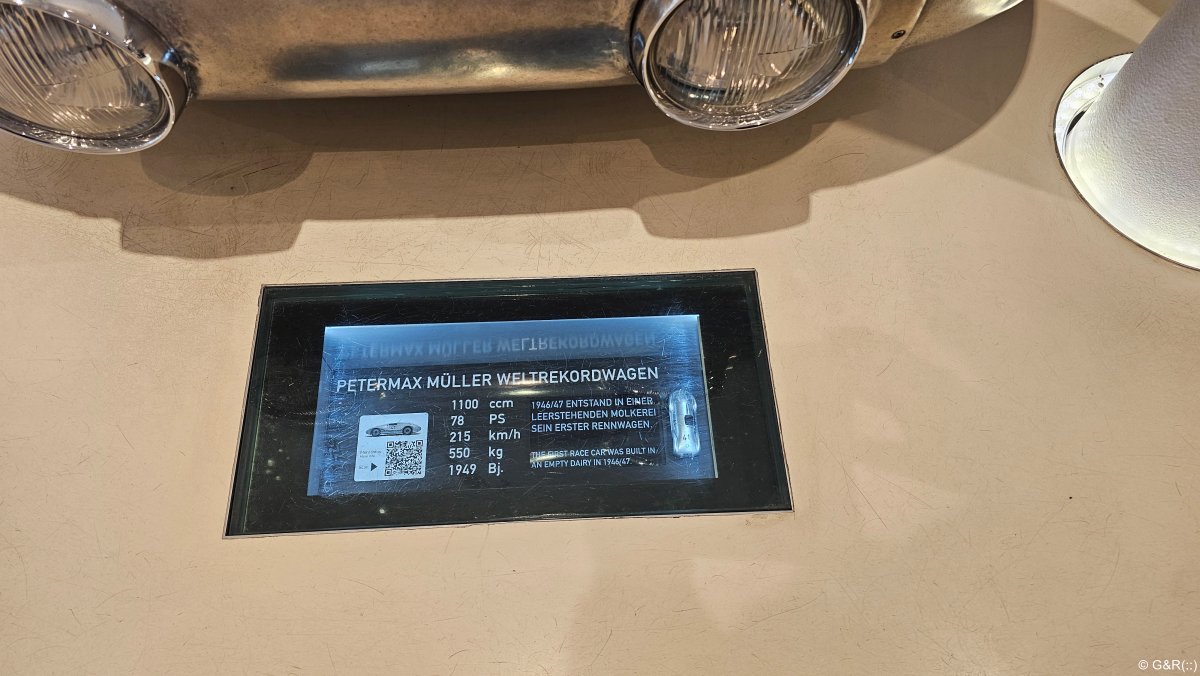 PETERMAX MÜLLER WELTREKORDWAGEN
1100 ccm
78 PS
215 km/h
550 kg
1949 Bj.
1946/47 ENTSTAND IN EINER
LEERSTEHENDEN MOLKEREI
SEIN ERSTER RENNWAGEN.
THE FIRST RACE CAR WAS BUILT IN
AN EMPTY DAIRY IN 1946/47.
© G&R(::)